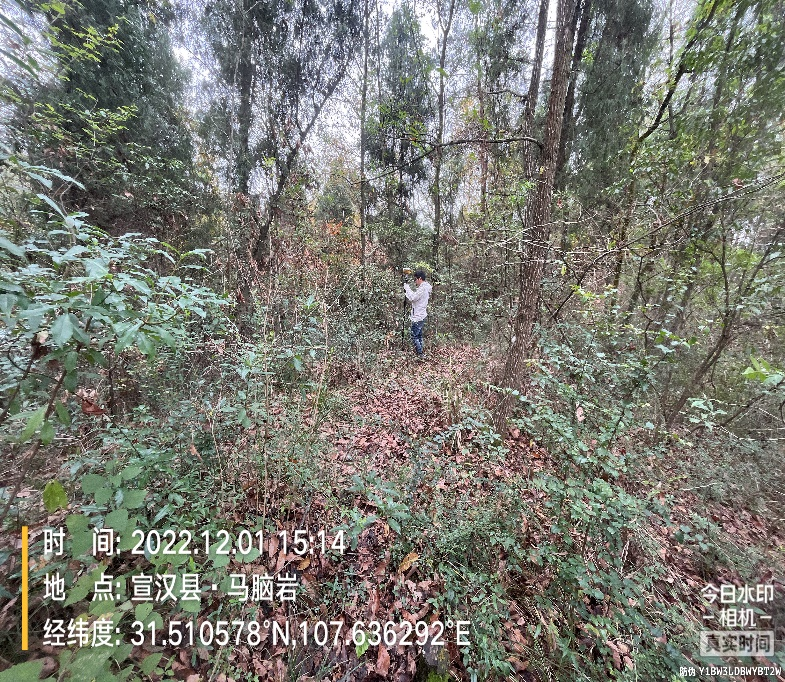 时 间: 2022.12.01 15:14
地 点: 宣汉县·马脑岩
经纬度: 31.510578°N,107.636292°E
今日水印
-相机-
真实时间
防伪 Y1BW3LDBWYBT2W